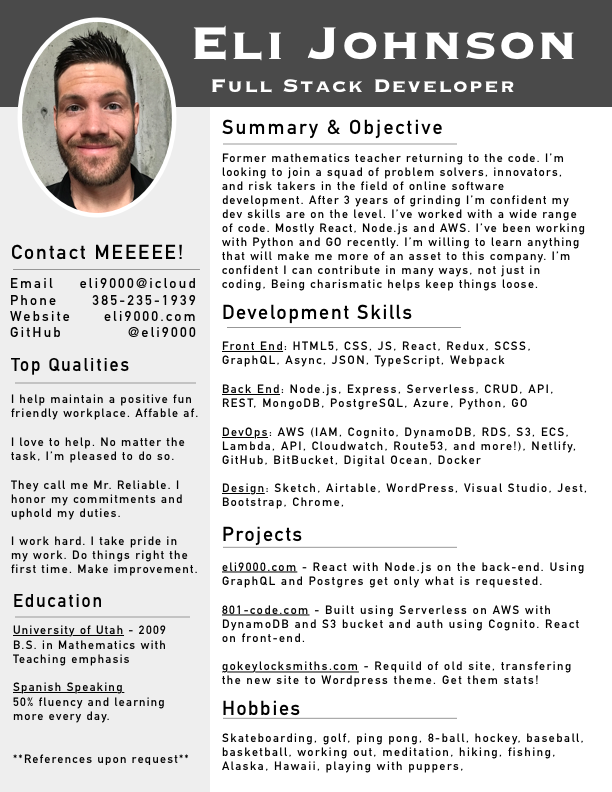 ELI JOHNSON
FULL STACK DEVELOPER
Contact MEEEEE!
Email eli9000@icloud
Phone 385-235-1939
Website eli9000.com
GitHub @eli9000
Top Qualities
I help maintain a positive fun
friendly workplace. Affable af.
I love to help. No matter the
task, I'm pleased to do so.
They call me Mr. Reliable. I
honor my commitments and
uphold my duties.
I work hard. I take pride in
my work. Do things right the
first time. Make improvement.
Education
University of Utah - 2009
B.S. in Mathematics with
Teaching emphasis
Spanish Speaking
50% fluency and learning
more every day.
**References upon request**
Summary & Objective
Former mathematics teacher returning to the code. I'm
looking to join a squad of problem solvers, innovators,
and risk takers in the field of online software
development. After 3 years of grinding I'm confident my
dev skills are on the level. I've worked with a wide range
of code. Mostly React, Node.js and AWS. I've been working
with Python and GO recently. I'm willing to learn anything
that will make me more of an asset to this company. I'm
confident I can contribute in many ways, not just in
coding, Being charismatic helps keep things loose.
Development Skills
Front End: HTML5, CSS, JS, React, Redux, SCSS,
GraphQL, Async, JSON, TypeScript, Webpack
Back End: Node.js, Express, Serverless, CRUD, API,
REST, MongoDB, PostgreSQL, Azure, Python, GO
DevOps: AWS (IAM, Cognito, DynamoDB, RDS, S3, ECS,
Lambda, API, Cloudwatch, Route53, and more!), Netlify,
GitHub, BitBucket, Digital Ocean, Docker
Design: Sketch, Airtable, WordPress, Visual Studio, Jest,
Bootstrap, Chrome,
Projects
eli9000.com - React with Node.js on the back-end. Using
GraphQL and Postgres get only what is requested.
801-code.com - Built using Serverless on AWS with
DynamoDB and S3 bucket and auth using Cognito. React
on front-end.
gokeylocksmiths.com - Requild of old site, transfering
the new site to Wordpress theme. Get them stats!
Hobbies
Skateboarding, golf, ping pong, 8-ball, hockey, baseball,
basketball, working out, meditation, hiking, fishing,
Alaska, Hawaii, playing with puppers,